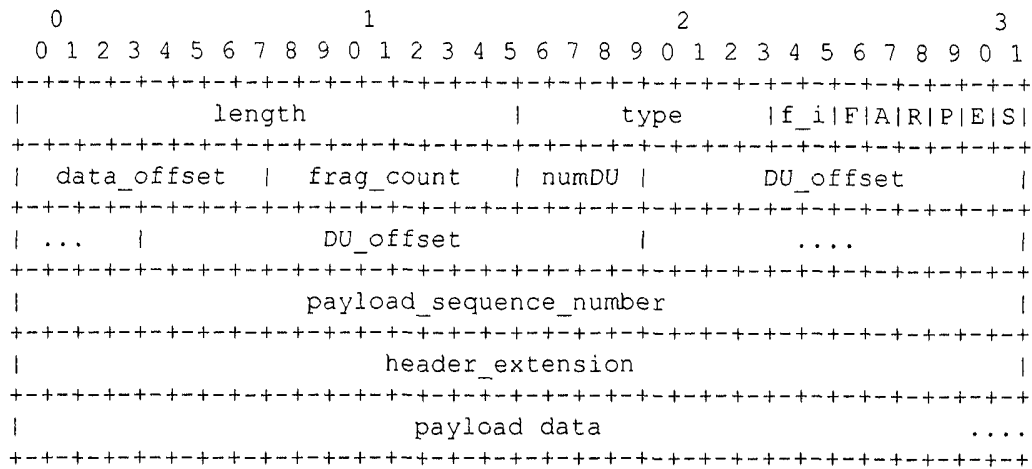 0 1 2 3
0 1 2 3 4 5 6 7 8 9 0 1 2 3 4 5 6 7 8 9 0 1 2 3 4 5 6 7 8 9 0 1
+-+-+-+-+-+-+-+-+-+-+-+-+-+-+-+-+-+-+-+-+-+-+-+-+-+-+-+-+-+-+-+-+
| length | type |f_i|F|A|R|P|E|S|
+-+-+-+-+-+-+-+-+-+-+-+-+-+-+-+-+-+-+-+-+-+-+-+-+-+-+-+-+-+-+-+-+
| data_offset | frag_count | numDU | DU_offset |
+-+-+-+-+-+-+-+-+-+-+-+-+-+-+-+-+-+-+-+-+-+-+-+-+-+-+-+-+-+-+-+-+
| ... | DU_offset | .... |
+-+-+-+-+-+-+-+-+-+-+-+-+-+-+-+-+-+-+-+-+-+-+-+-+-+-+-+-+-+-+-+-+
| payload_sequence_number |
+-+-+-+-+-+-+-+-+-+-+-+-+-+-+-+-+-+-+-+-+-+-+-+-+-+-+-+-+-+-+-+-+
| header_extension |
+-+-+-+-+-+-+-+-+-+-+-+-+-+-+-+-+-+-+-+-+-+-+-+-+-+-+-+-+-+-+-+-+
| payload data ....
+-+-+-+-+-+-+-+-+-+-+-+-+-+-+-+-+-+-+-+-+-+-+-+-+-+-+-+-+-+-+-+-+